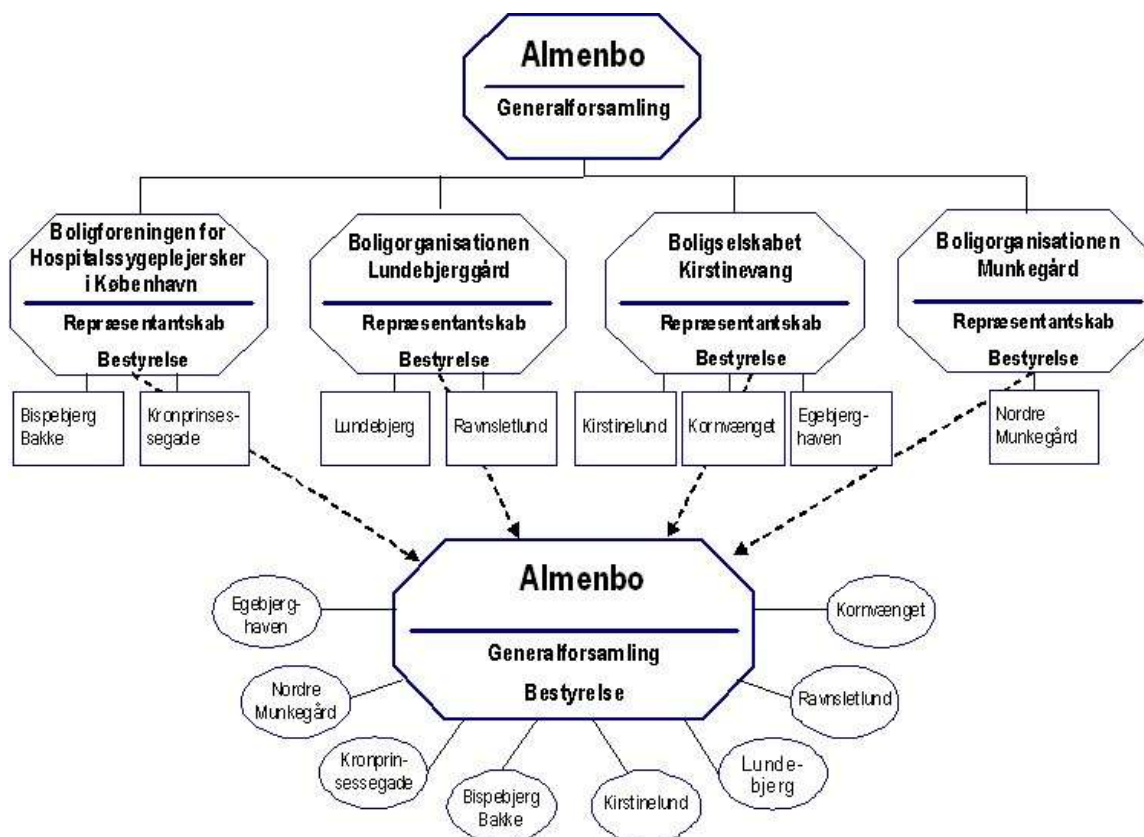 Almenbo
Generalforsamling
Boligforeningen for
Hospitalssygeplejersker
i København
Repræsentantskab
Bestyrelse
Boligorganisationen
Lundebjerggård
Repræsentantskab
Bestyrelse
Boligselskabet
Kirstinevang
Repræsentantskab
Bestyrelse
Boligorganisationen
Munkegård
Repræsentantskab
Bestyrelse
Bispebjerg
Bakke
Kronprinses-
segade
Lundebjerg
Ravnsletlund
Kirstinelund
Kornvænget
Egebjerg-
haven
Nordre
Munkegård
Almenbo
Generalforsamling
Bestyrelse
Egebjerg-
haven
Nordre
Munkegård
Kronprin-
sessegade
Bispebjerg
Bakke
Kirstinelund
Lunde-
bjerg
Ravnsletlund
Kornvænget